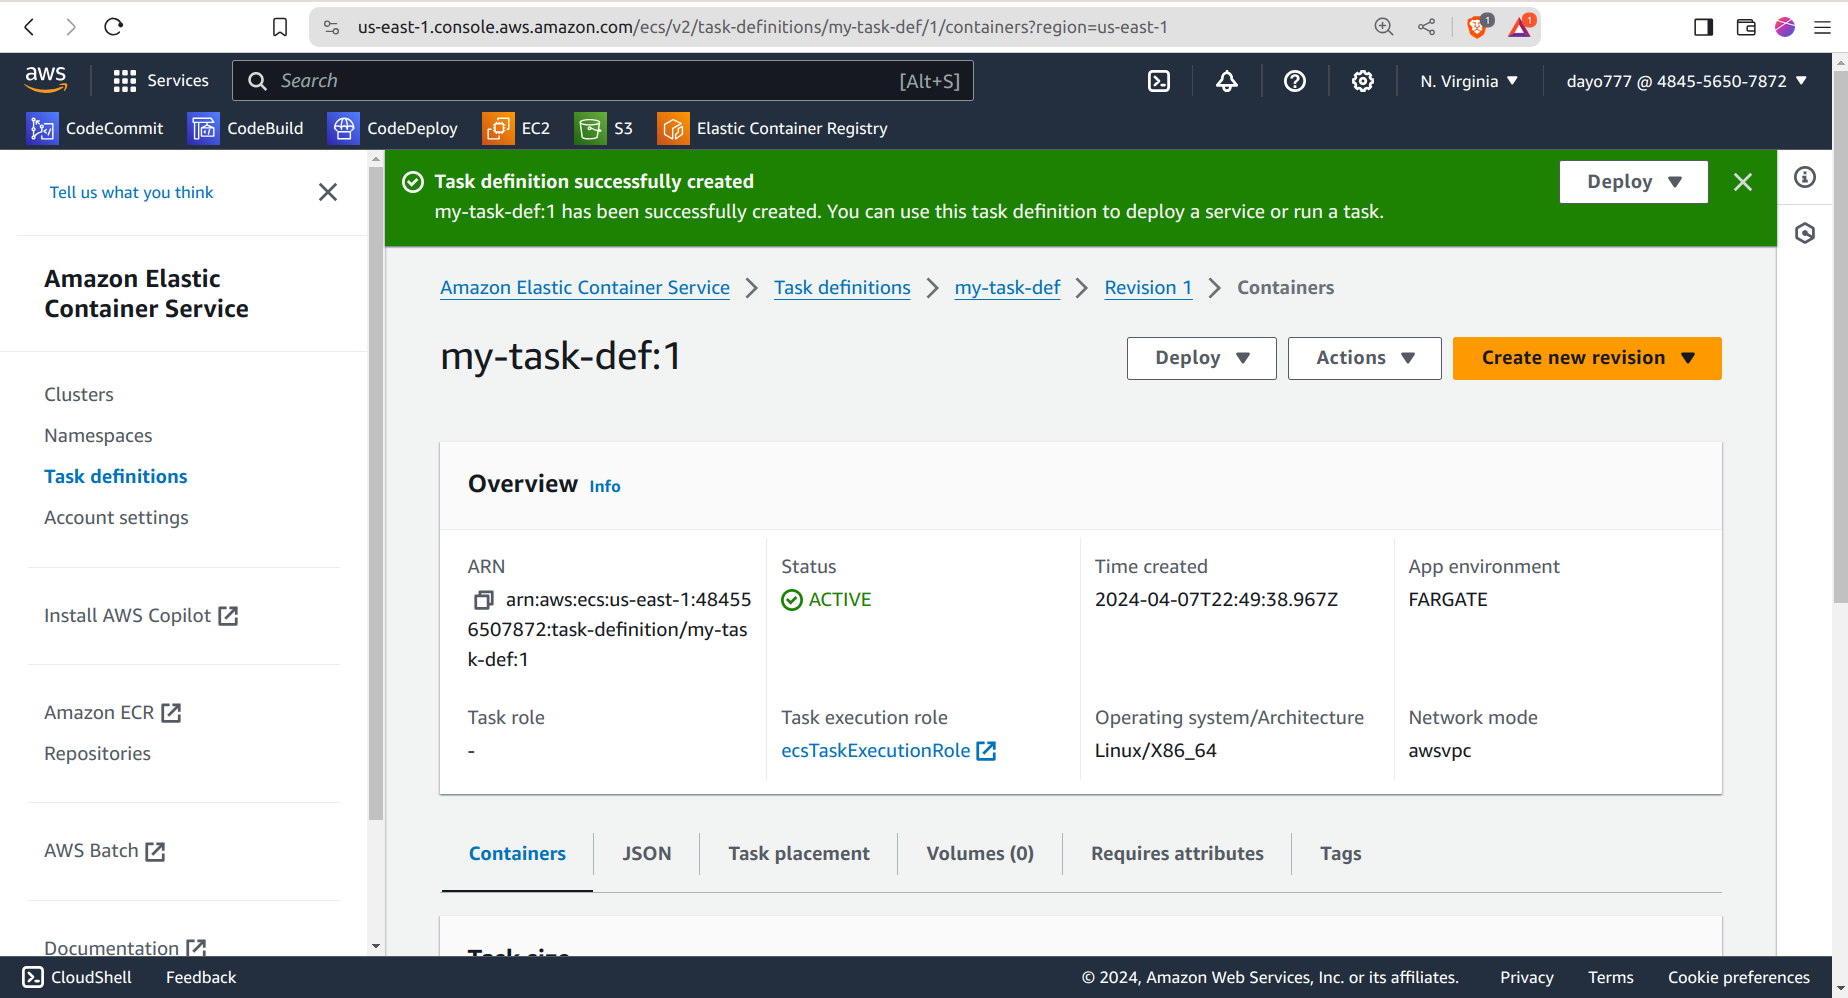 us-east-1.console.aws.amazon.com/ecs/v2/task-definitions/my-task-def/1/containers?region=us-east-1
1
1
aws
Services
Search
[Alt+S]
N. Virginia
dayo777 @ 4845-5650-7872
CodeCommit
CodeBuild
CodeDeploy
EC2
S3
Elastic Container Registry
Tell us what you think
Amazon Elastic
Container Service
Clusters
Namespaces
Task definitions
Account settings
Install AWS Copilot
Amazon ECR
Repositories
AWS Batch
Documentation
Task definition successfully created
my-task-def:1 has been successfully created. You can use this task definition to deploy a service or run a task.
Deploy
Amazon Elastic Container Service
Task definitions
my-task-def
Revision 1
Containers
my-task-def:1
Deploy
Actions
Create new revision
Overview Info
ARN
arn:aws:ecs:us-east-1:48455
6507872:task-definition/my-tas
k-def:1
Status
ACTIVE
Time created
2024-04-07T22:49:38.967Z
App environment
FARGATE
Task role
-
Task execution role
ecsTaskExecutionRole
Operating system/Architecture
Linux/X86_64
Network mode
awsvpc
Containers
JSON
Task placement
Volumes (0)
Requires attributes
Tags
Task size
CloudShell
Feedback
© 2024, Amazon Web Services, Inc. or its affiliates.
Privacy
Terms
Cookie preferences